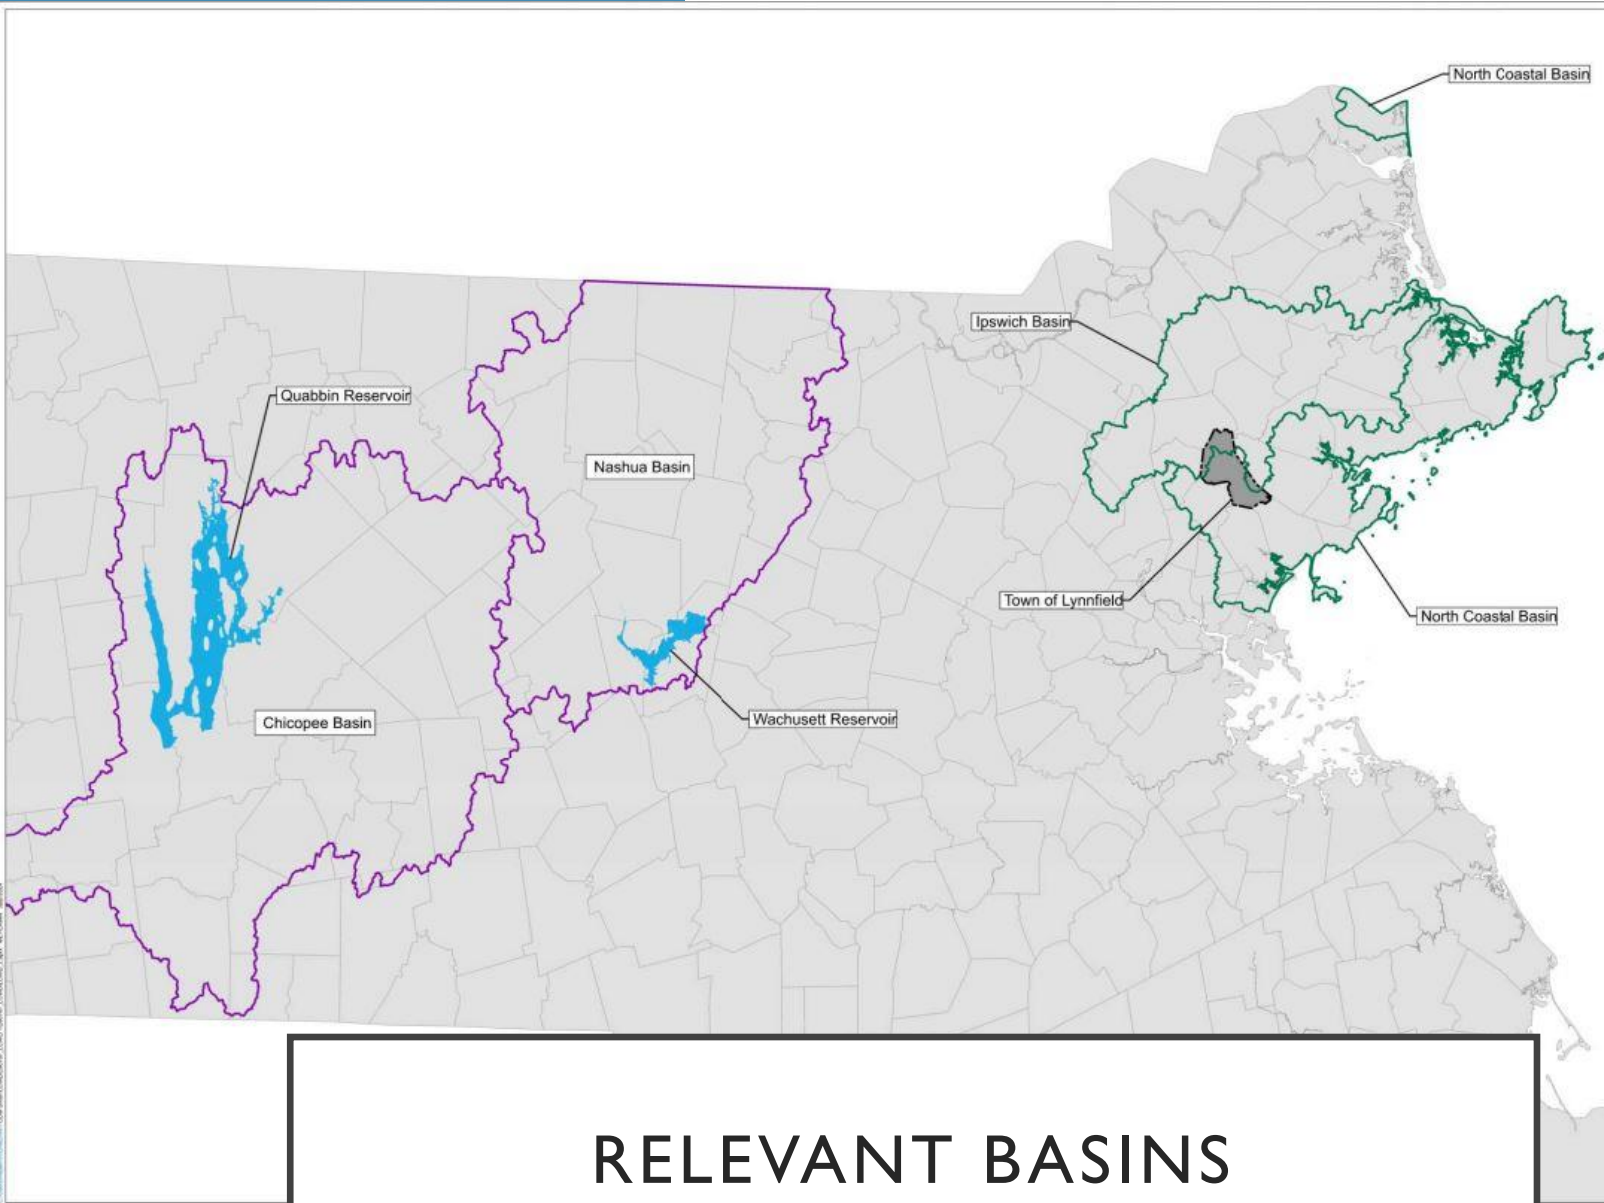 North Coastal Basin
Ipswich Basin
Quabbin Reservoir
Nashua Basin
Town of Lynnfield
North Coastal Basin
Chicopee Basin
Wachusett Reservoir
RELEVANT BASINS